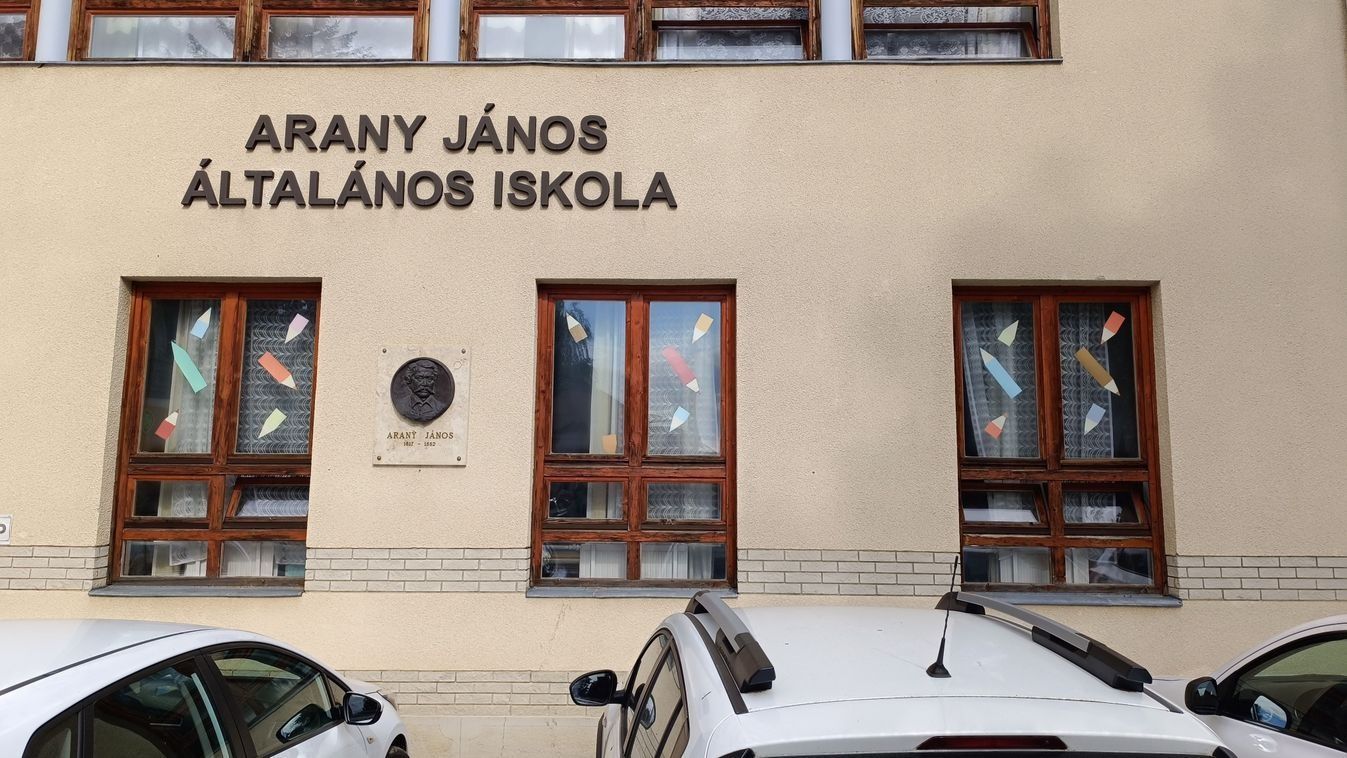 ARANY JÁNOS
ÁLTALÁNOS ISKOLA
ARANY JÁNOS
1817 - 1882